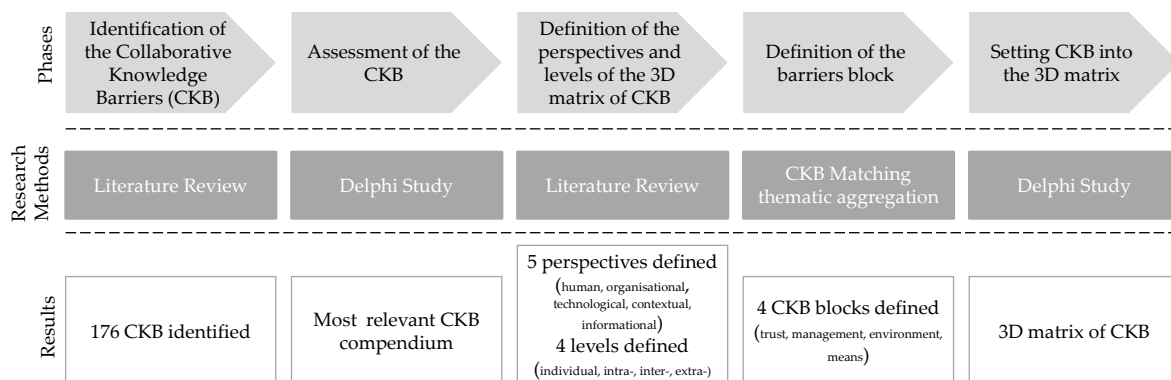 Phases
Identification of
the Collaborative
Knowledge
Barriers (CKB)
Assessment of the
CKB
Definition of the
perspectives and
levels of the 3D
matrix of CKB
Definition of the
barriers block
Setting CKB into
the 3D matrix
Research
Methods
Literature Review
Delphi Study
Literature Review
CKB Matching
thematic aggregation
Delphi Study
Results
176 CKB identified
Most relevant CKB
compendium
5 perspectives defined
(human, organisational,
technological, contextual,
informational)
4 levels defined
(individual, intra-, inter-, extra-)
4 CKB blocks defined
(trust, management, environment,
means)
3D matrix of CKB